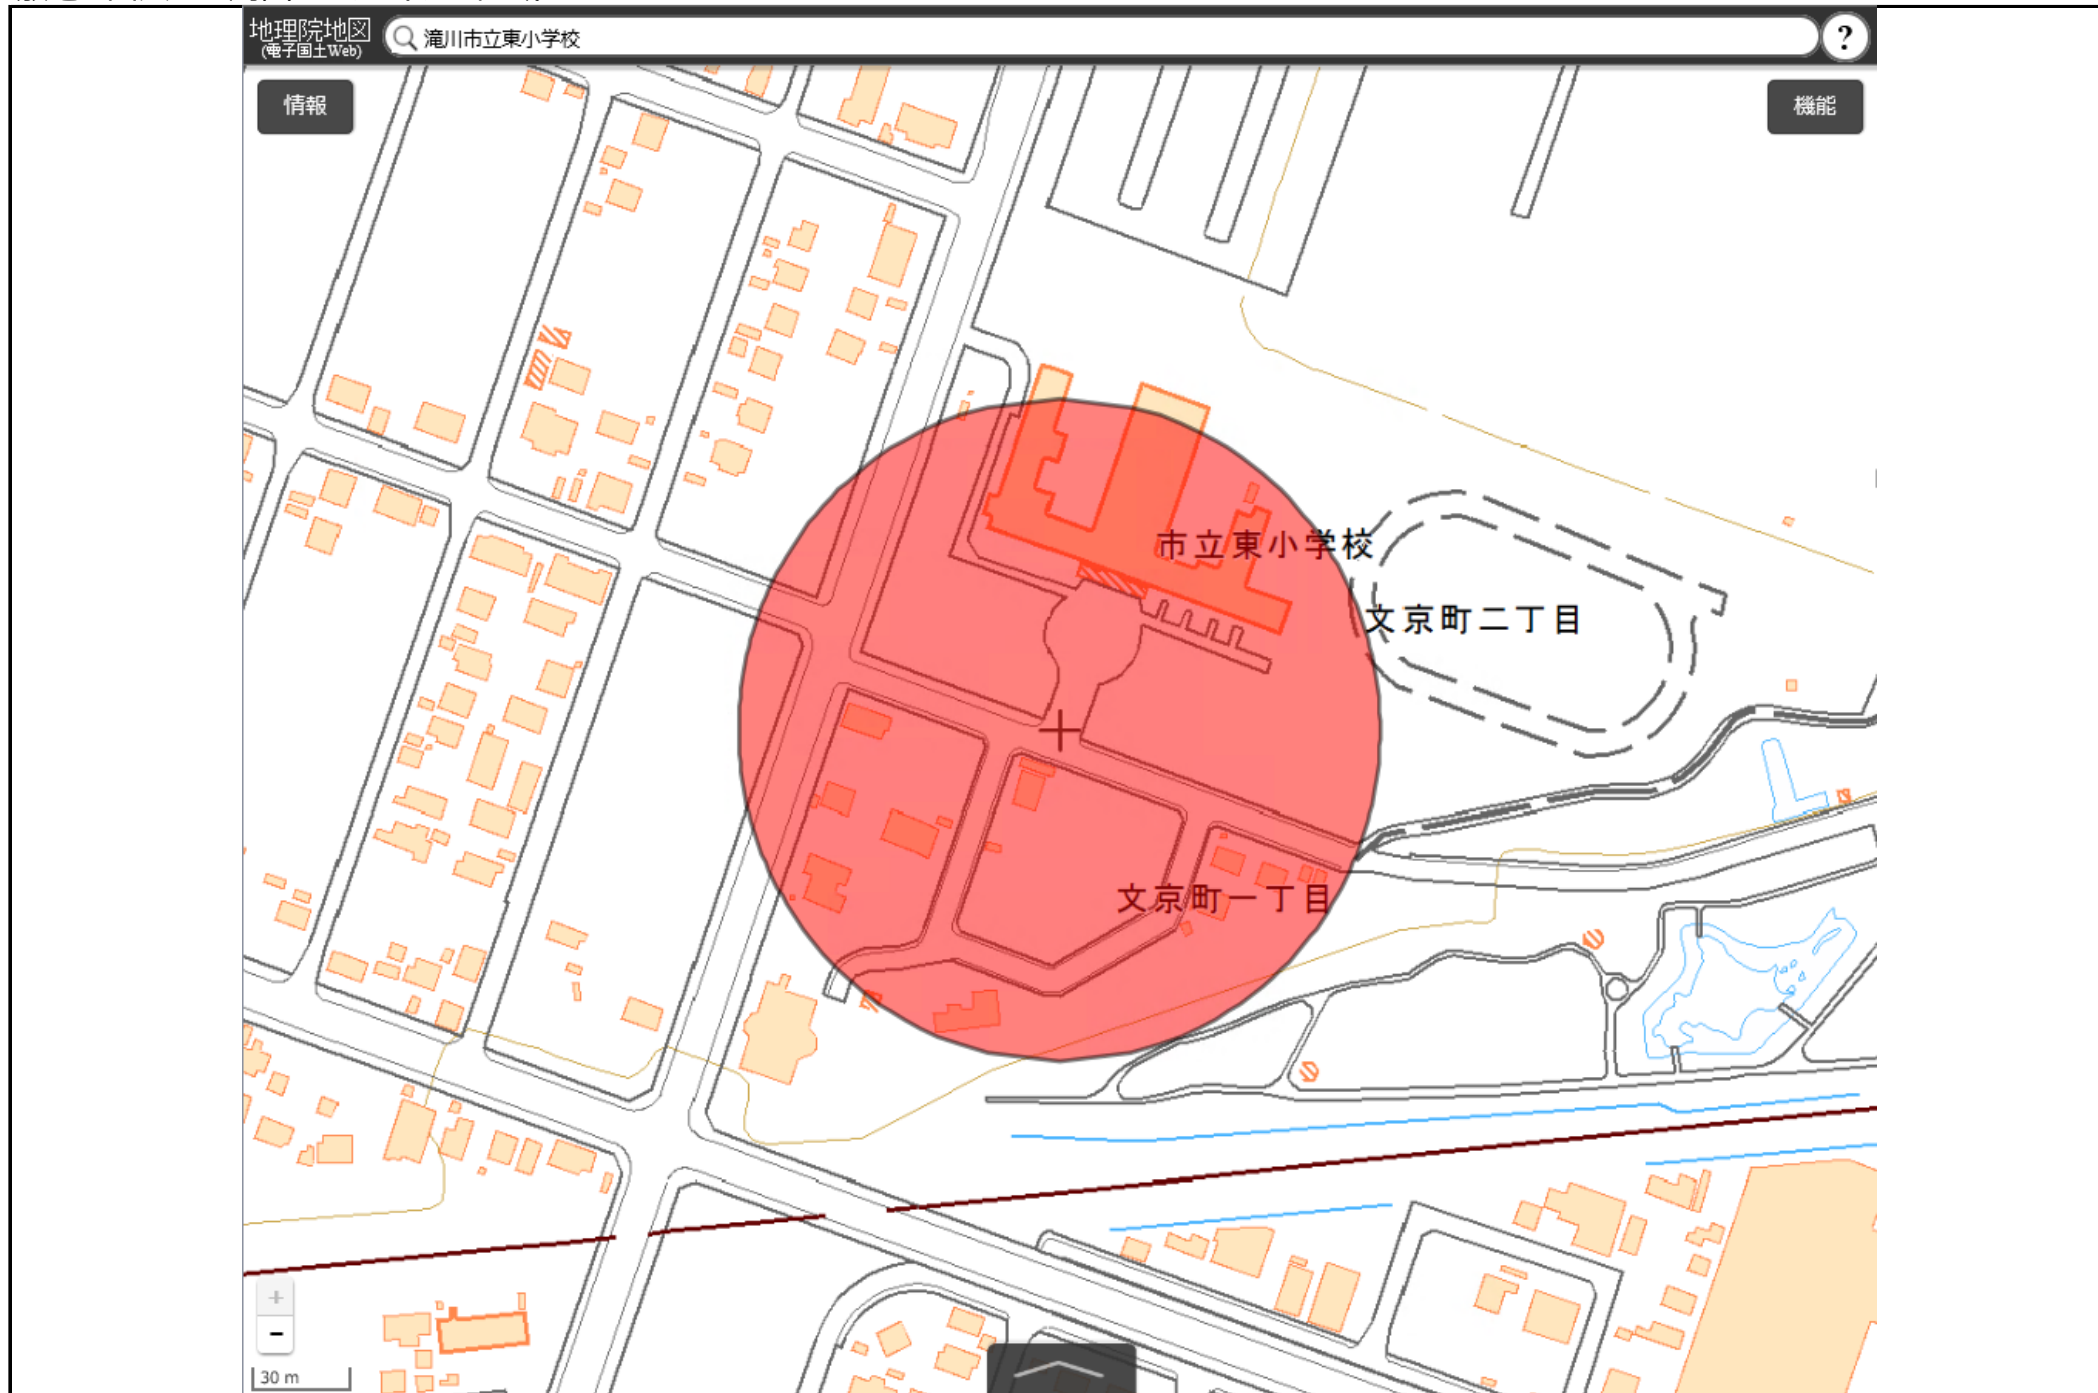 地理院地図
(電子国土Web)
滝川市立東小学校
?
情報
機能
市立東小学校
文京町二丁目
文京町一丁目
+
-
30 m